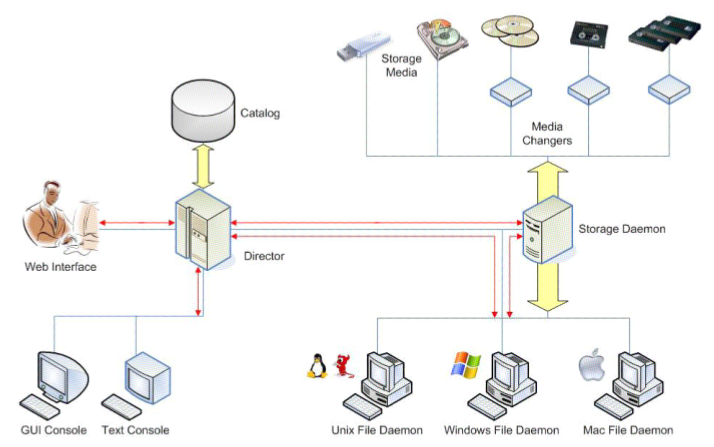 Storage
Media
Catalog
Media
Changers
Storage Daemon
Director
Web Interface
GUI Console
Text Console
Unix File Daemon
Windows File Daemon
Mac File Daemon